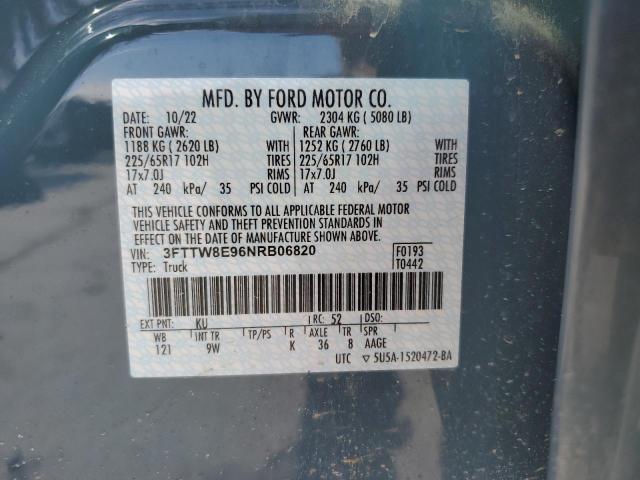 MFD. BY FORD MOTOR CO.
DATE: 10/22 GVWR: 2304 KG ( 5080 LB)
FRONT GAWR: REAR GAWR:
1188 KG ( 2620 LB) WITH 1252 KG ( 2760 LB) WITH
225/65R17 102H TIRES 225/65R17 102H TIRES
17x7.0J RIMS 17x7.0J RIMS
AT 240 kPa/ 35 PSI COLD AT 240 kPa/ 35 PSI COLD
THIS VEHICLE CONFORMS TO ALL APPLICABLE FEDERAL MOTOR
VEHICLE SAFETY AND THEFT PREVENTION STANDARDS IN
EFFECT ON THE DATE OF MANUFACTURE SHOWN ABOVE.
VIN: 3FTTW8E96NRB06820 F0193
TYPE: Truck T0442
EXT PNT: KU RC: 52 DSO:
WB INT TR TP/PS R AXLE TR SPR
121 9W K 36 8 AAGE
UTC ▽ 5U5A-1520472-BA